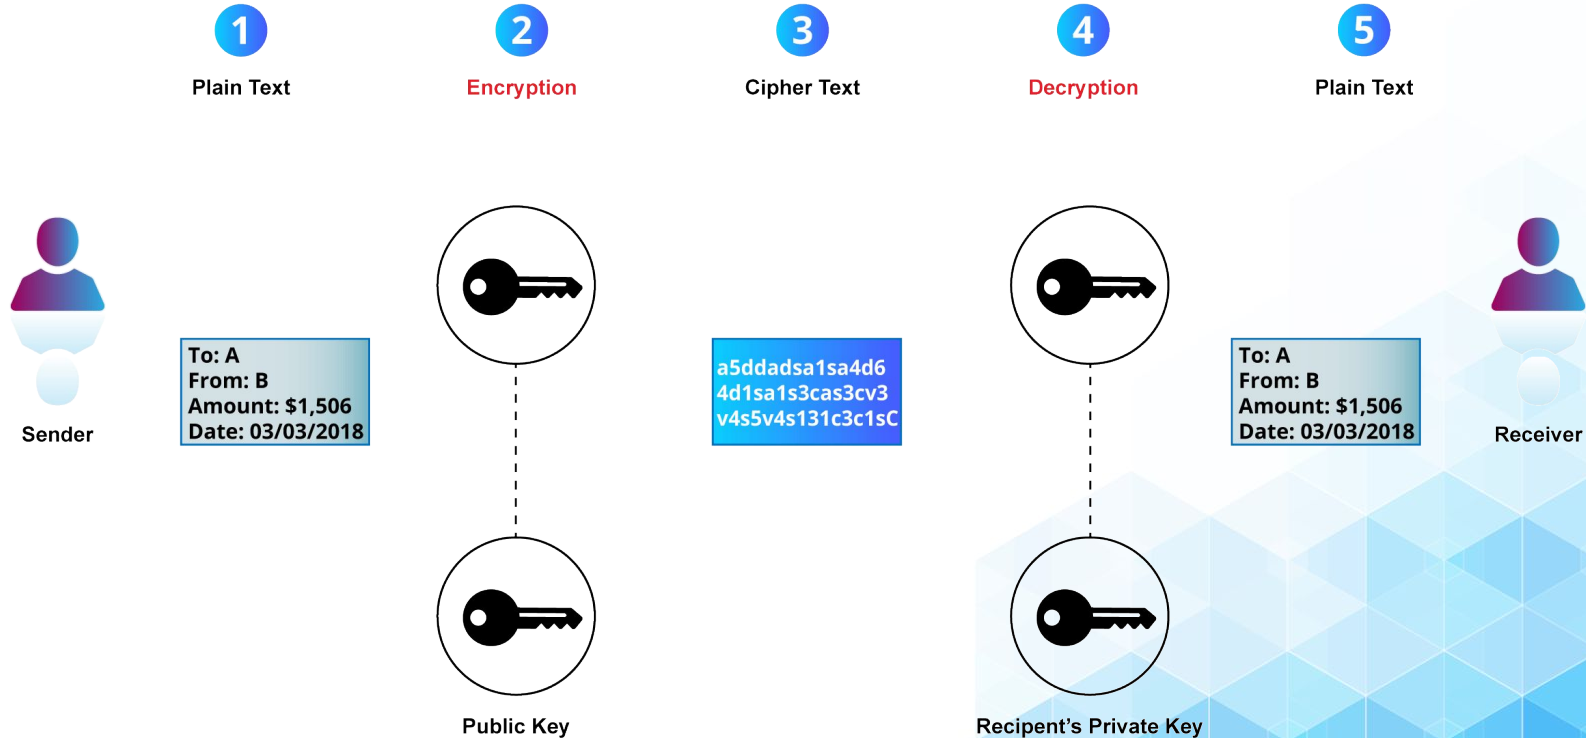 1
2
3
4
5
Plain Text
Encryption
Cipher Text
Decryption
Plain Text
Sender
To: A
From: B
Amount: $1,506
Date: 03/03/2018
a5ddadsa1sa4d6
4d1sa1s3cas3cv3
v4s5v4s131c3c1sC
To: A
From: B
Amount: $1,506
Date: 03/03/2018
Receiver
Public Key
Recipent's Private Key